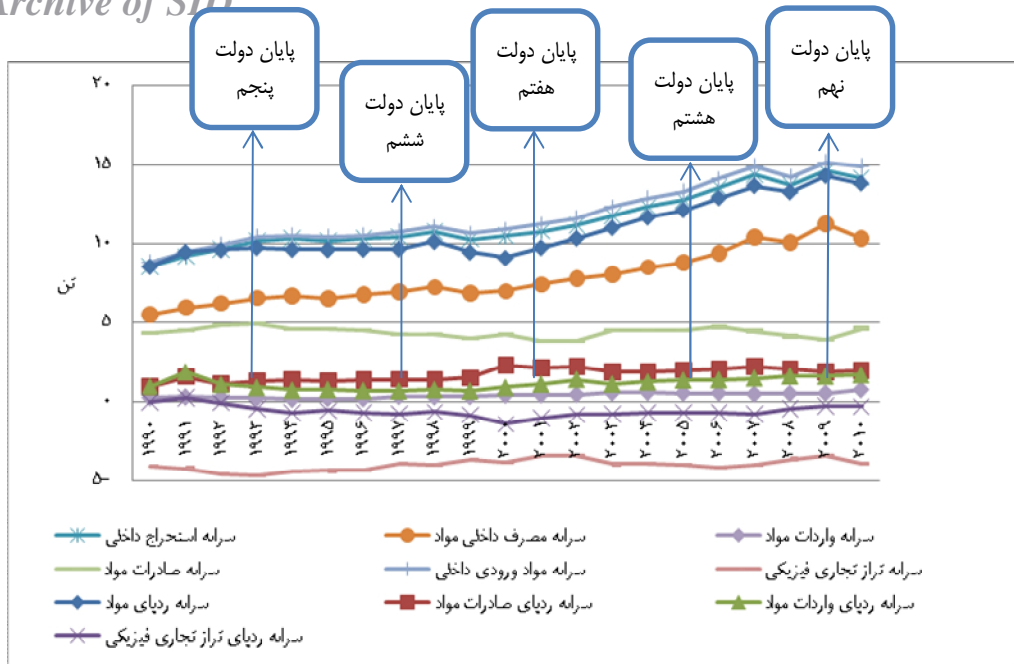 Archive of SID
پایان دولت
پنجم
پایان دولت
ششم
پایان دولت
هفتم
پایان دولت
هشتم
پایان دولت
نهم
۲۰
۱۵
۱۰
۵
۰
-۵
تن
۱۹۹۰ ۱۹۹۱ ۱۹۹۲ ۱۹۹۳ ۱۹۹۴ ۱۹۹۵ ۱۹۹۶ ۱۹۹۷ ۱۹۹۸ ۱۹۹۹ ۲۰۰۰ ۲۰۰۱ ۲۰۰۲ ۲۰۰۳ ۲۰۰۴ ۲۰۰۵ ۲۰۰۶ ۲۰۰۷ ۲۰۰۸ ۲۰۰۹ ۲۰۱۰
سرانه واردات مواد سرانه مصرف داخلی مواد سرانه استخراج داخلی
سرانه تراز تجاری فیزیکی سرانه مواد ورودی داخلی سرانه صادرات مواد
سرانه ردپای واردات مواد سرانه ردپای صادرات مواد سرانه ردپای مواد
سرانه ردپای تراز تجاری فیزیکی